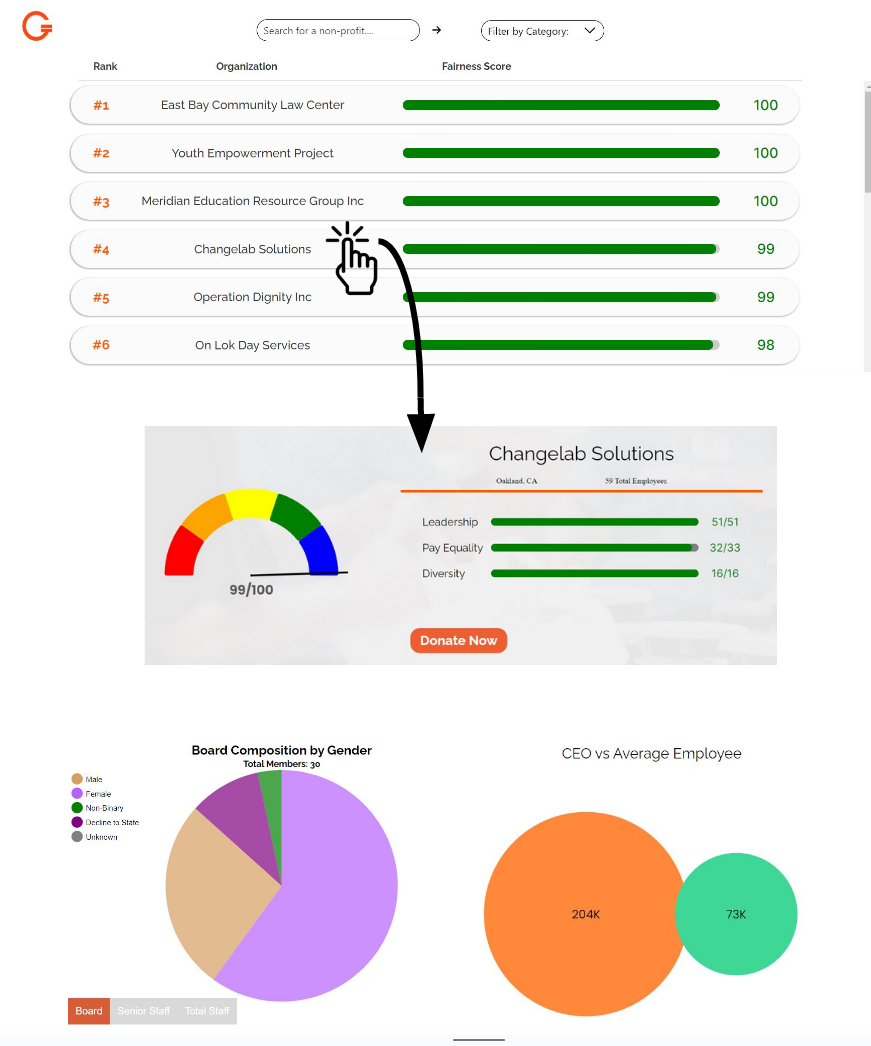 G
Search for a non-profit.... → Filter by Category:
Rank Organization Fairness Score
#1 East Bay Community Law Center 100
#2 Youth Empowerment Project 100
#3 Meridian Education Resource Group Inc 100
#4 Changelab Solutions 99
#5 Operation Dignity Inc 99
#6 On Lok Day Services 98
Changelab Solutions
Oakland, CA 59 Total Employees
Leadership 51/51
Pay Equality 32/33
Diversity 16/16
99/100
Donate Now
Board Composition by Gender
Total Members: 30
Male
Female
Non-Binary
Decline to State
Unknown
Board Senior Staff Total Staff
CEO vs Average Employee
204K 73K